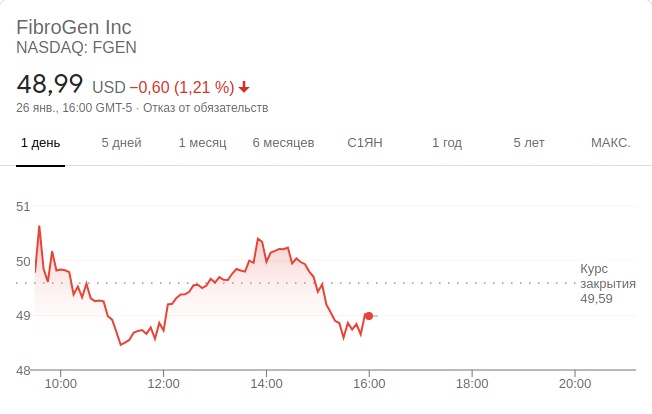 FibroGen Inc
NASDAQ: FGEN
48,99 USD −0,60 (1,21 %)
26 янв., 16:00 GMT-5 · Отказ от обязательств
1 день 5 дней 1 месяц 6 месяцев С1ЯН 1 год 5 лет МАКС.
51
50
Курс
закрытия
49,59
49
48
10:00 12:00 14:00 16:00 18:00 20:00